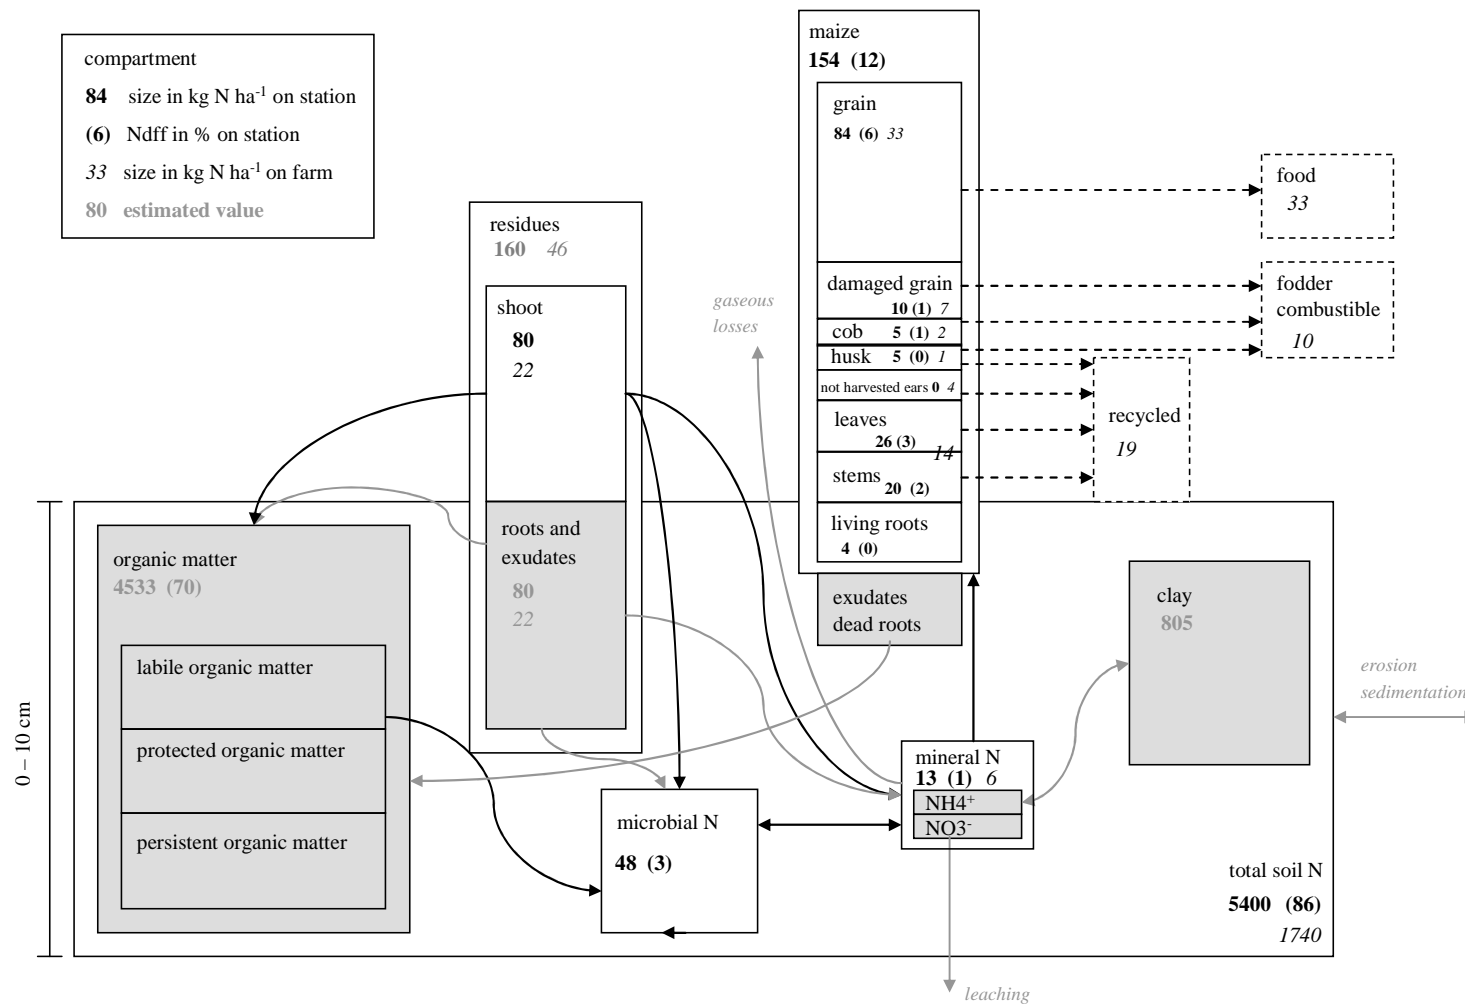 compartment
84 size in kg N ha⁻¹ on station
(6) Ndff in % on station
33 size in kg N ha⁻¹ on farm
80 estimated value
maize
154 (12)
grain
84 (6) 33
damaged grain
10 (1) 7
cob 5 (1) 2
husk 5 (0) 1
not harvested ears 0 4
leaves
26 (3)
14
stems 20 (2)
living roots
4 (0)
exudates
dead roots
food
33
fodder
combustible
10
recycled
19
residues
160 46
shoot
80
22
roots and
exudates
80
22
gaseous
losses
organic matter
4533 (70)
labile organic matter
protected organic matter
persistent organic matter
0 – 10 cm
microbial N
48 (3)
mineral N
13 (1) 6
NH4⁺
NO3⁻
leaching
clay
805
erosion
sedimentation
total soil N
5400 (86)
1740